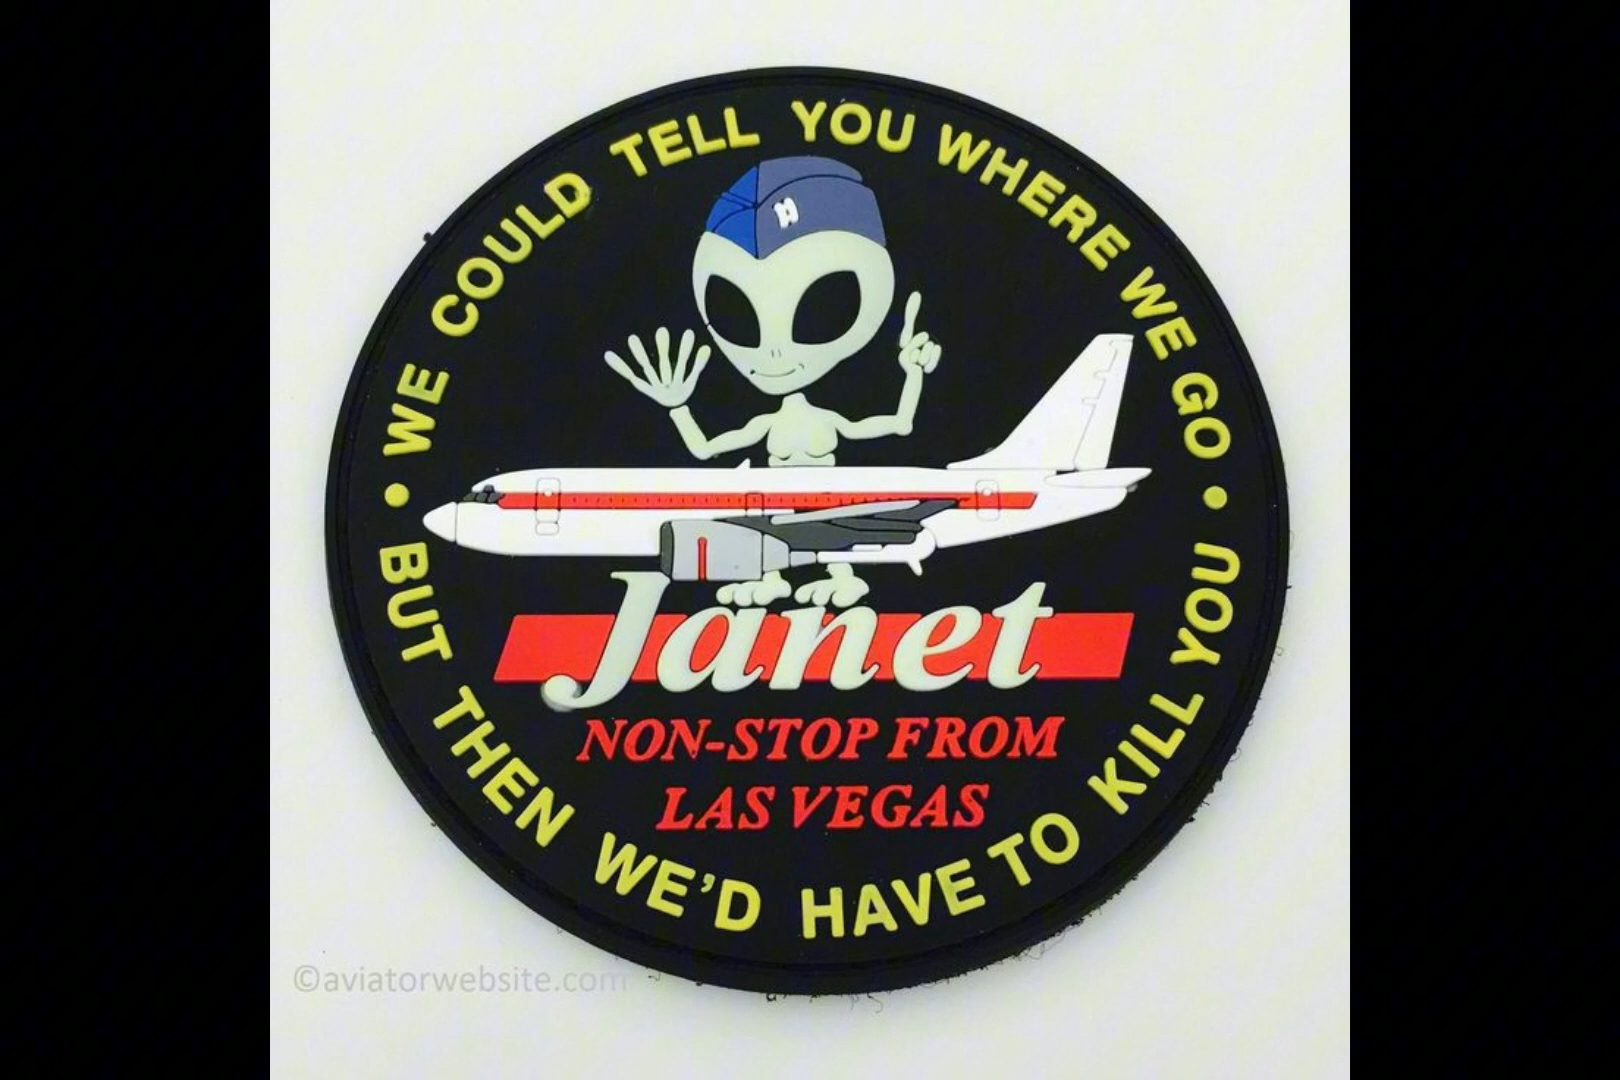 • WE COULD TELL YOU WHERE WE GO •
BUT THEN WE'D HAVE TO KILL YOU
Janet
NON-STOP FROM
LAS VEGAS
©aviatorwebsite.com